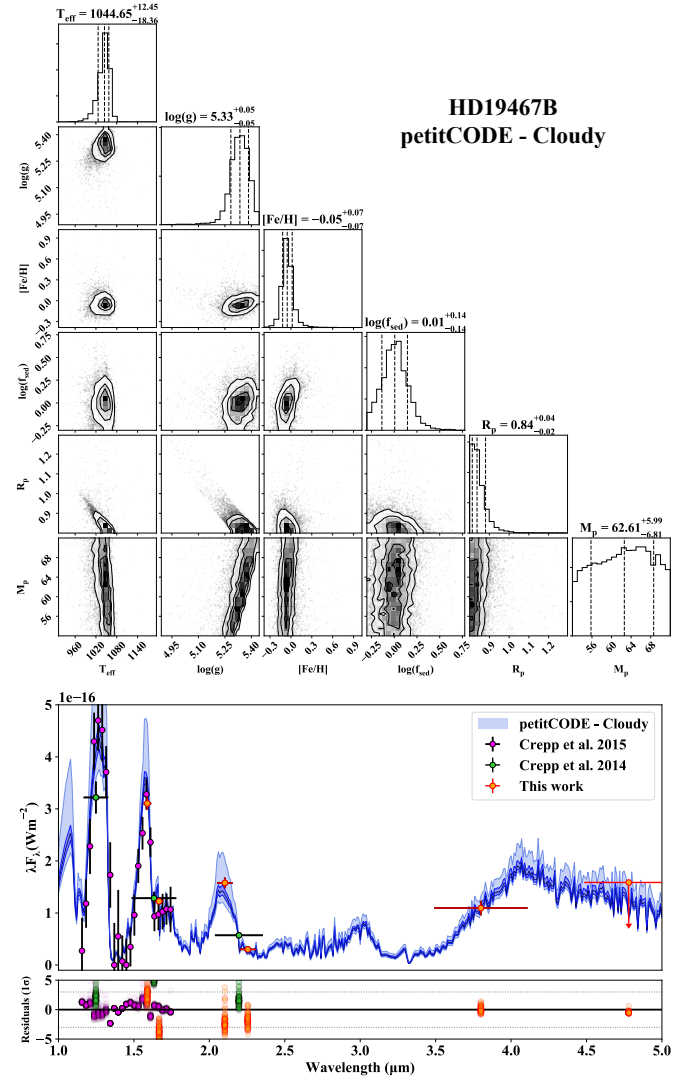 T_eff = 1044.65 +12.45 −18.36
HD19467B
petitCODE - Cloudy
log(g) = 5.33 +0.05 −0.05
log(g)
5.40
5.25
5.10
4.95
[Fe/H] = −0.05 +0.07 −0.07
[Fe/H]
0.9
0.6
0.3
0.0
−0.3
log(f_sed) = 0.01 +0.14 −0.14
log(f_sed)
0.75
0.50
0.25
0.00
−0.25
R_p = 0.84 +0.04 −0.02
R_p
1.2
1.1
1.0
0.9
M_p = 62.61 +5.99 −6.81
M_p
68
64
60
56
960 1020 1080 1140
4.95 5.10 5.25 5.40
−0.3 0.0 0.3 0.6 0.9
−0.25 0.00 0.25 0.50 0.75
0.9 1.0 1.1 1.2
56 60 64 68
T_eff log(g) [Fe/H] log(f_sed) R_p M_p
1e−16
petitCODE - Cloudy
Crepp et al. 2015
Crepp et al. 2014
This work
λF_λ(Wm⁻²)
5
4
3
2
1
0
Residuals (1σ)
5
0
−5
1.0 1.5 2.0 2.5 3.0 3.5 4.0 4.5 5.0
Wavelength (μm)